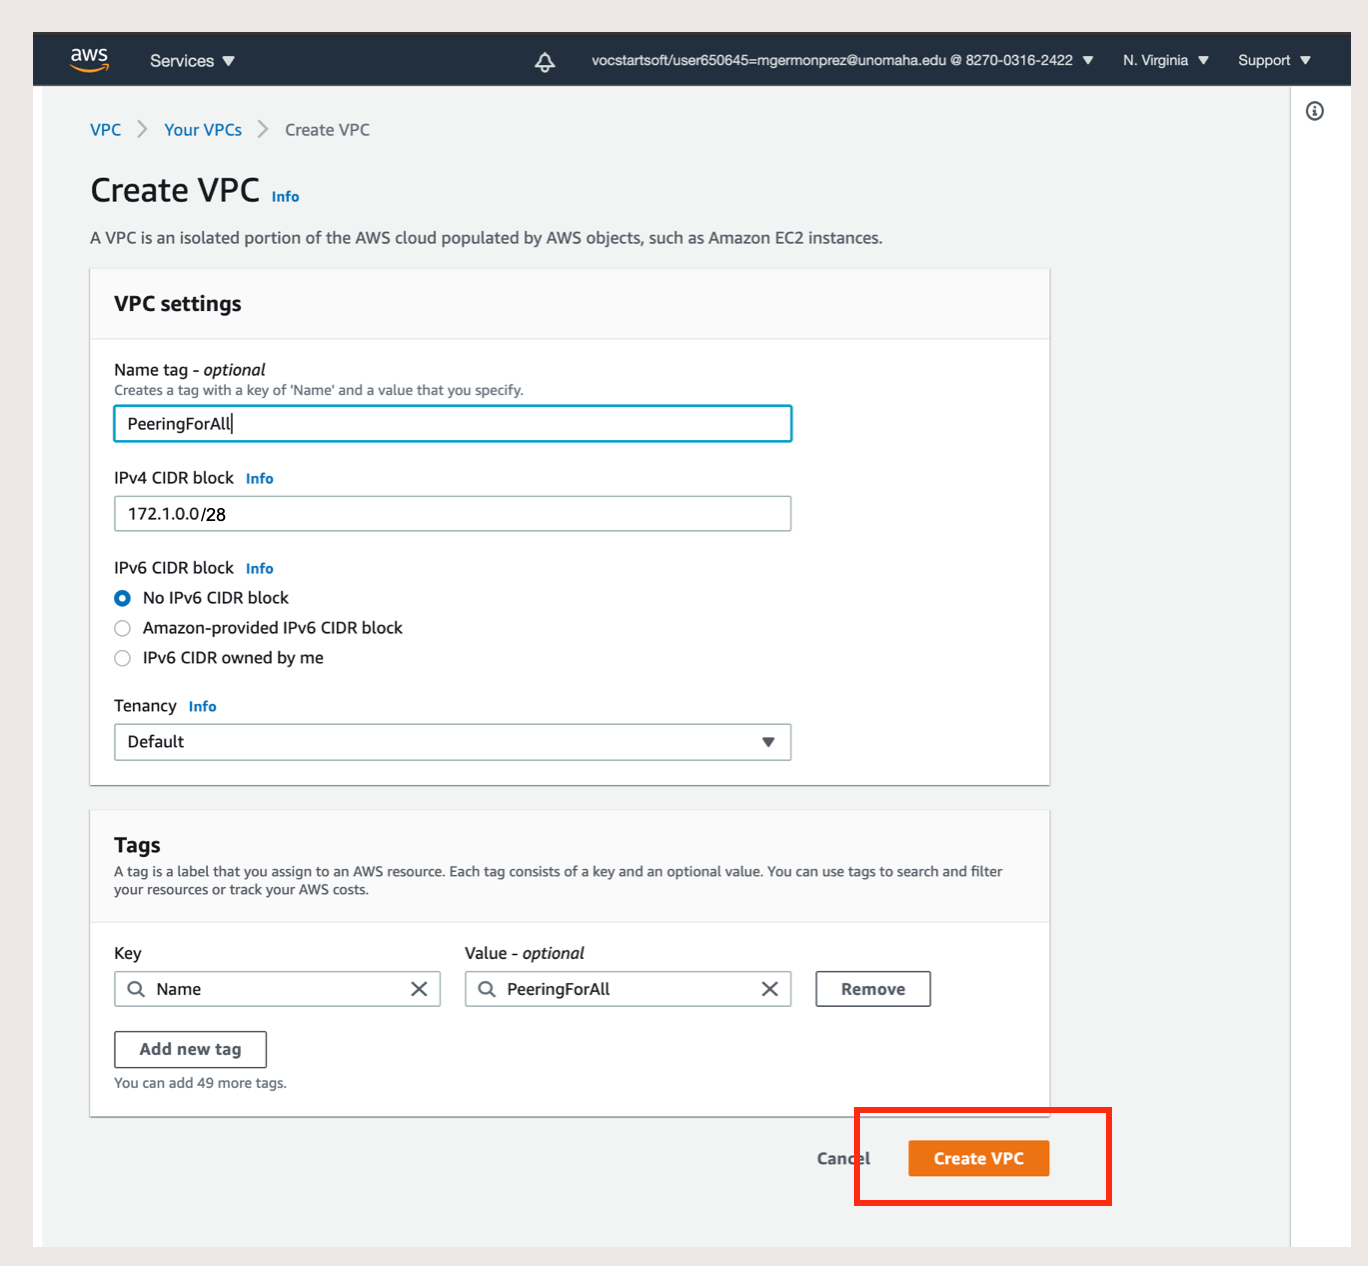 aws Services vocstartsoft/user650645=mgermonprez@unomaha.edu @ 8270-0316-2422 N. Virginia Support
VPC Your VPCs Create VPC
Create VPC Info
A VPC is an isolated portion of the AWS cloud populated by AWS objects, such as Amazon EC2 instances.
VPC settings
Name tag - optional
Creates a tag with a key of 'Name' and a value that you specify.
PeeringForAll
IPv4 CIDR block Info
172.1.0.0/28
IPv6 CIDR block Info
No IPv6 CIDR block
Amazon-provided IPv6 CIDR block
IPv6 CIDR owned by me
Tenancy Info
Default
Tags
A tag is a label that you assign to an AWS resource. Each tag consists of a key and an optional value. You can use tags to search and filter
your resources or track your AWS costs.
Key Value - optional
Name PeeringForAll Remove
Add new tag
You can add 49 more tags.
Cancel Create VPC